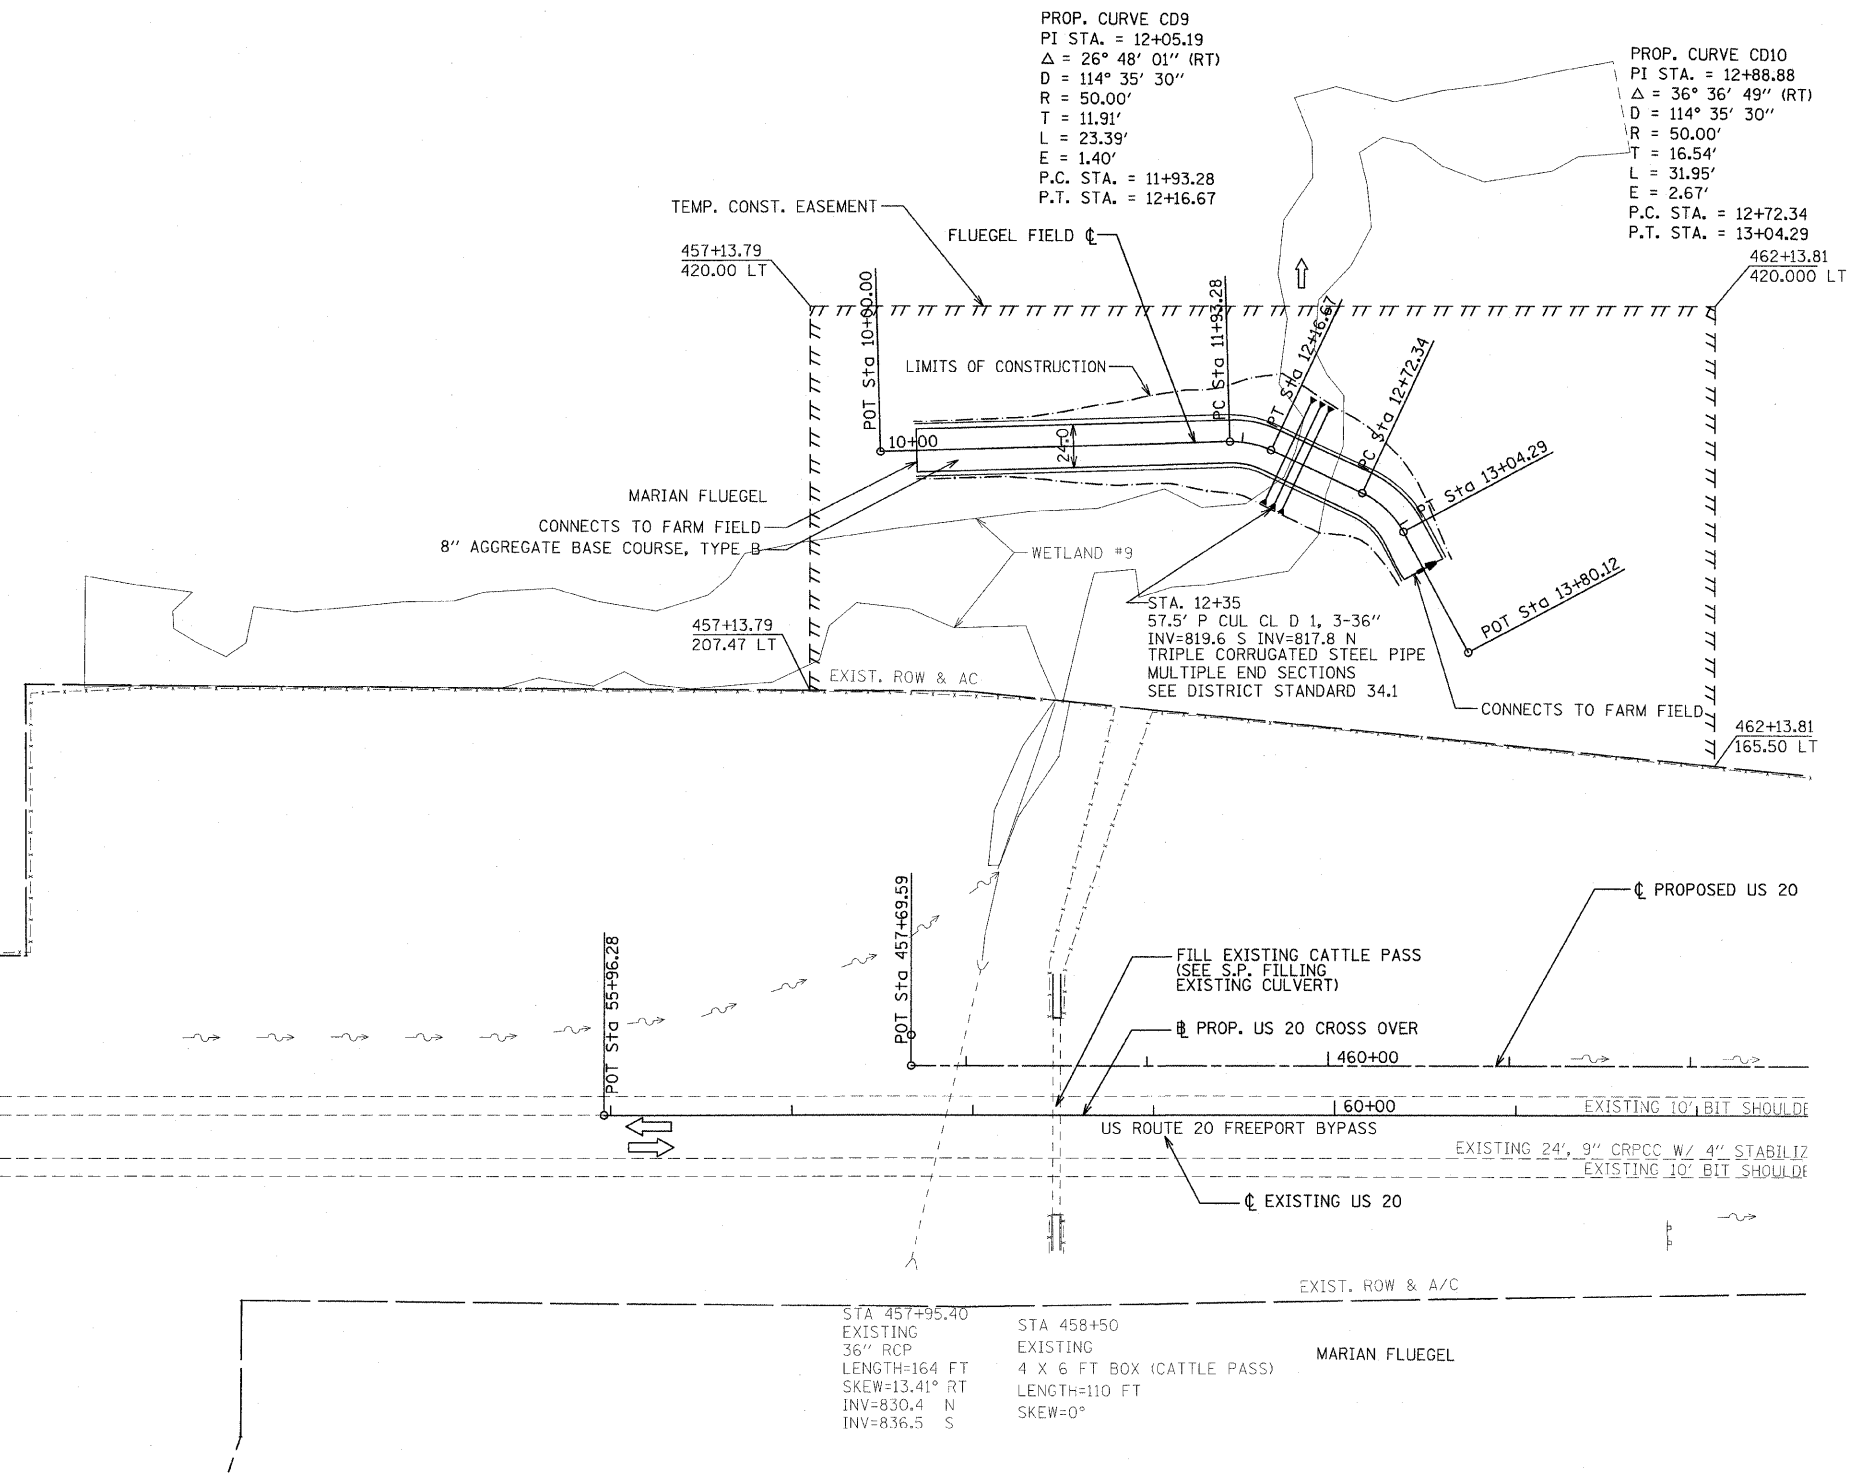 PROP. CURVE CD9
PI STA. = 12+05.19
Δ = 26° 48' 01" (RT)
D = 114° 35' 30"
R = 50.00'
T = 11.91'
L = 23.39'
E = 1.40'
P.C. STA. = 11+93.28
P.T. STA. = 12+16.67
PROP. CURVE CD10
PI STA. = 12+88.88
Δ = 36° 36' 49" (RT)
D = 114° 35' 30"
R = 50.00'
T = 16.54'
L = 31.95'
E = 2.67'
P.C. STA. = 12+72.34
P.T. STA. = 13+04.29
TEMP. CONST. EASEMENT
FLUEGEL FIELD ℄
457+13.79
420.00 LT
462+13.81
420.000 LT
POT Sta 10+00.00
PC Sta 11+93.28
PT Sta 12+16.67
PC Sta 12+72.34
PT Sta 13+04.29
POT Sta 13+80.12
LIMITS OF CONSTRUCTION
10+00
24.0
MARIAN FLUEGEL
CONNECTS TO FARM FIELD
8" AGGREGATE BASE COURSE, TYPE B
WETLAND #9
STA. 12+35
57.5' P CUL CL D 1, 3-36"
INV=819.6 S INV=817.8 N
TRIPLE CORRUGATED STEEL PIPE
MULTIPLE END SECTIONS
SEE DISTRICT STANDARD 34.1
457+13.79
207.47 LT
EXIST. ROW & AC
CONNECTS TO FARM FIELD
462+13.81
165.50 LT
POT Sta 55+96.28
POT Sta 457+69.59
℄ PROPOSED US 20
FILL EXISTING CATTLE PASS
(SEE S.P. FILLING
EXISTING CULVERT)
PROP. US 20 CROSS OVER
460+00
60+00
EXISTING 10' BIT SHOULDE
US ROUTE 20 FREEPORT BYPASS
EXISTING 24', 9" CRPCC W/ 4" STABILIZ
EXISTING 10' BIT SHOULDE
℄ EXISTING US 20
EXIST. ROW & A/C
STA 457+95.40
EXISTING
36" RCP
LENGTH=164 FT
SKEW=13.41° RT
INV=830.4 N
INV=836.5 S
STA 458+50
EXISTING
4 X 6 FT BOX (CATTLE PASS)
LENGTH=110 FT
SKEW=0°
MARIAN FLUEGEL